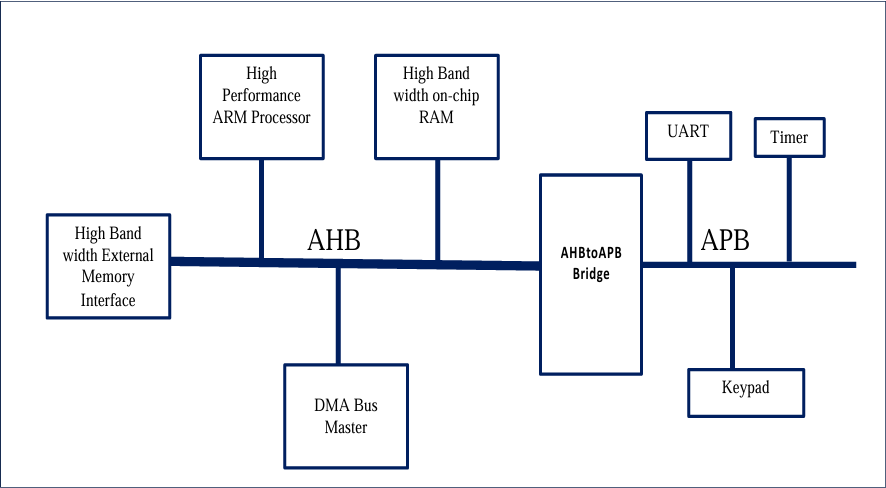 High
Performance
ARM Processor
High Band
width on-chip
RAM
UART
Timer
High Band
width External
Memory
Interface
AHB
AHBtoAPB
Bridge
APB
DMA Bus
Master
Keypad